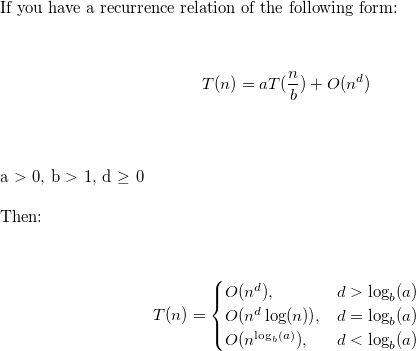 If you have a recurrence relation of the following form:
T(n) = aT(n/b) + O(n^d)
a > 0, b > 1, d ≥ 0
Then:
T(n) = { O(n^d), d > log_b(a)
O(n^d log(n)), d = log_b(a)
O(n^{log_b(a)}), d < log_b(a)